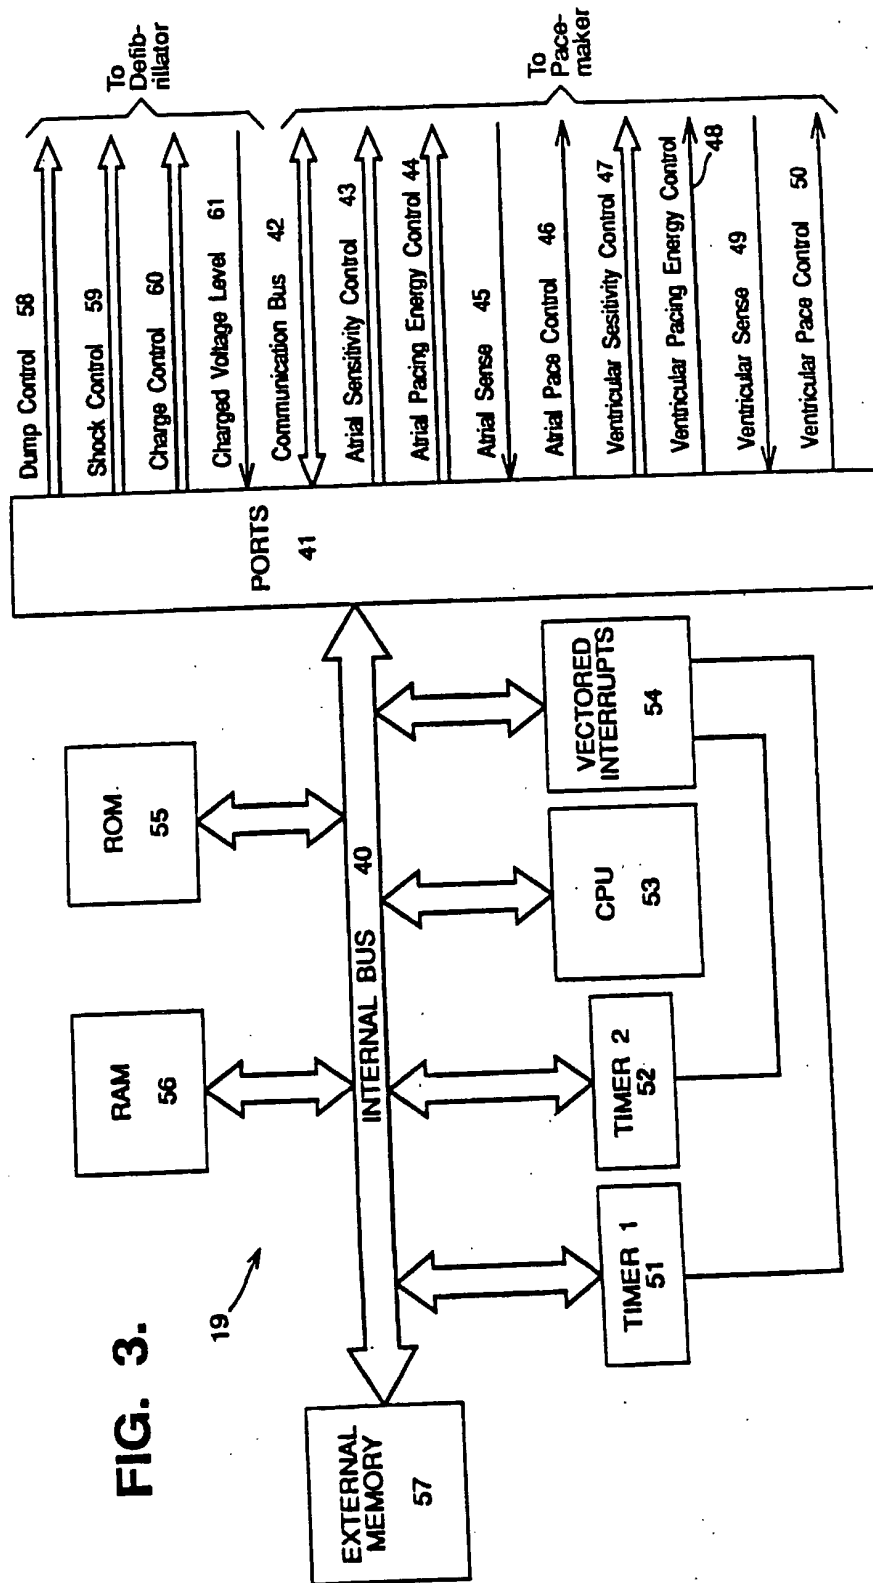 FIG. 3.
19
RAM
56
ROM
55
EXTERNAL
MEMORY
57
INTERNAL BUS 40
TIMER 1
51
TIMER 2
52
CPU
53
VECTORED
INTERRUPTS
54
PORTS
41
Dump Control 58
Shock Control 59
Charge Control 60
Charged Voltage Level 61
To
Defib-
rillator
Communication Bus 42
Atrial Sensitivity Control 43
Atrial Pacing Energy Control 44
Atrial Sense 45
Atrial Pace Control 46
Ventricular Sesitivity Control 47
Ventricular Pacing Energy Control
48
Ventricular Sense 49
Ventricular Pace Control 50
To
Pace-
maker